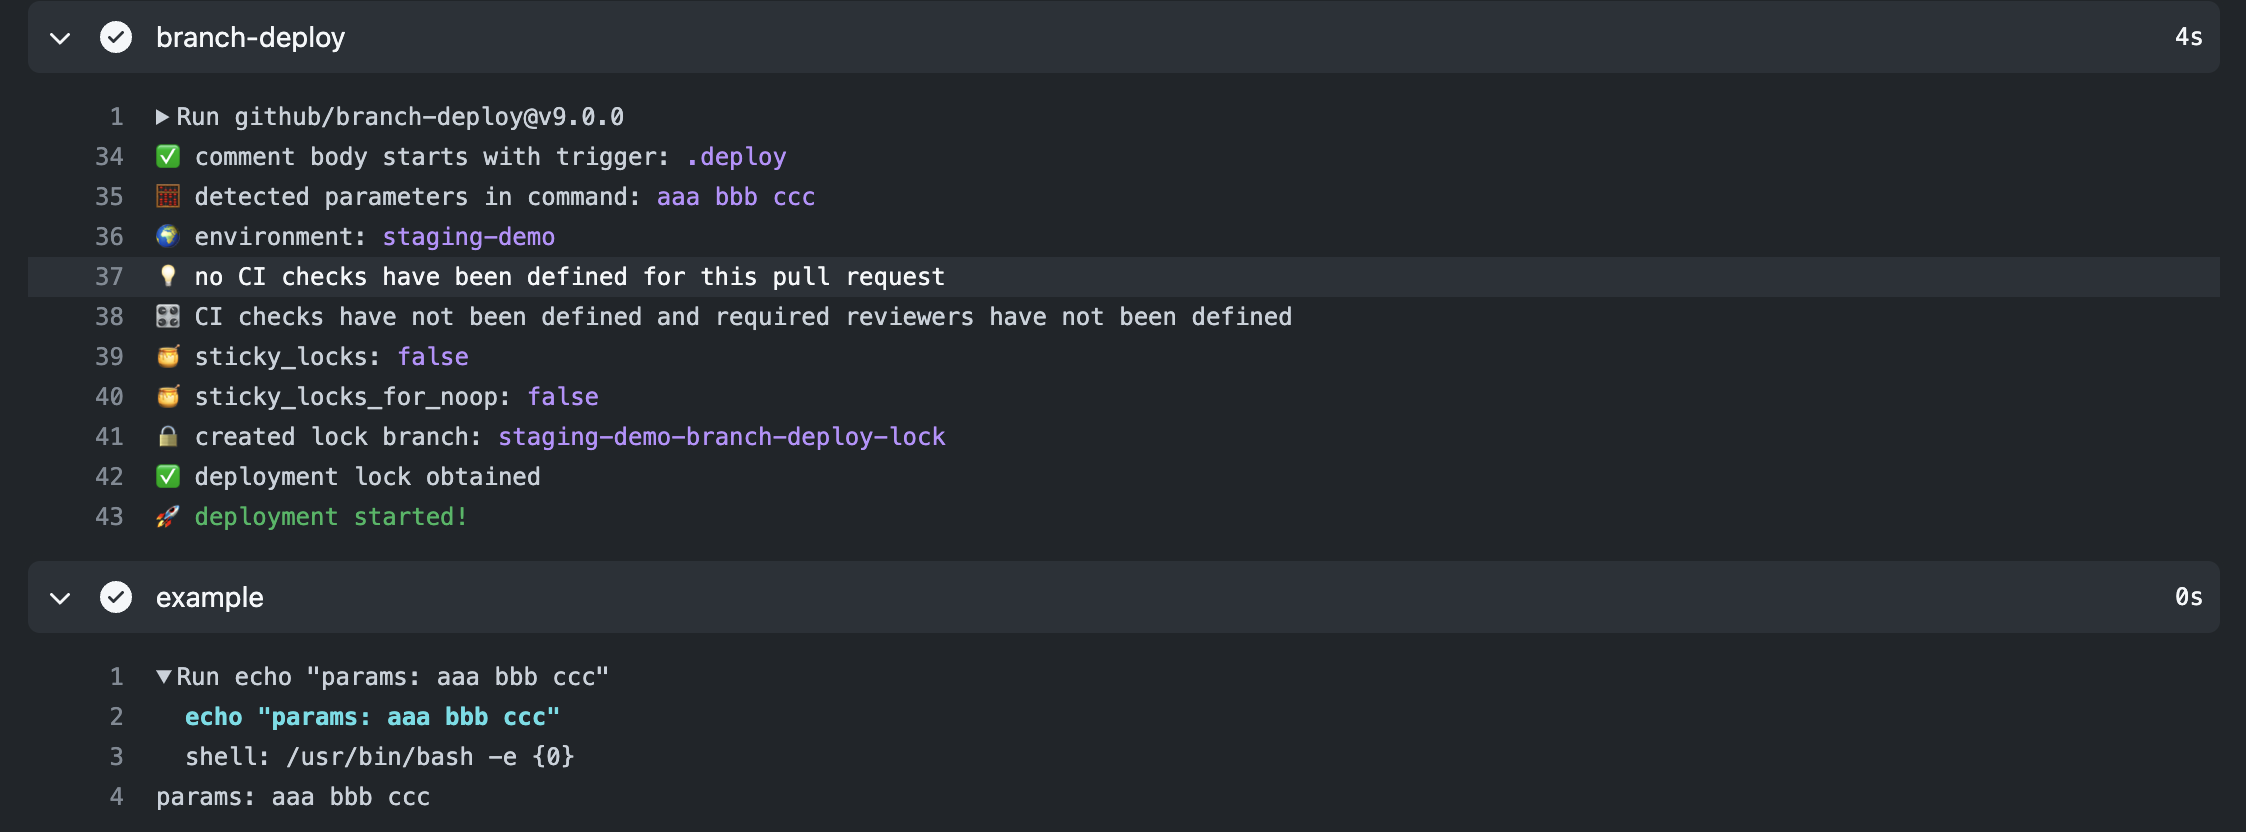 branch-deploy 4s
1 Run github/branch-deploy@v9.0.0
34 ✅ comment body starts with trigger: .deploy
35 🧮 detected parameters in command: aaa bbb ccc
36 🌍 environment: staging-demo
37 💡 no CI checks have been defined for this pull request
38 🎛️ CI checks have not been defined and required reviewers have not been defined
39 🍯 sticky_locks: false
40 🍯 sticky_locks_for_noop: false
41 🔒 created lock branch: staging-demo-branch-deploy-lock
42 ✅ deployment lock obtained
43 🚀 deployment started!
example 0s
1 Run echo "params: aaa bbb ccc"
2 echo "params: aaa bbb ccc"
3 shell: /usr/bin/bash -e {0}
4 params: aaa bbb ccc